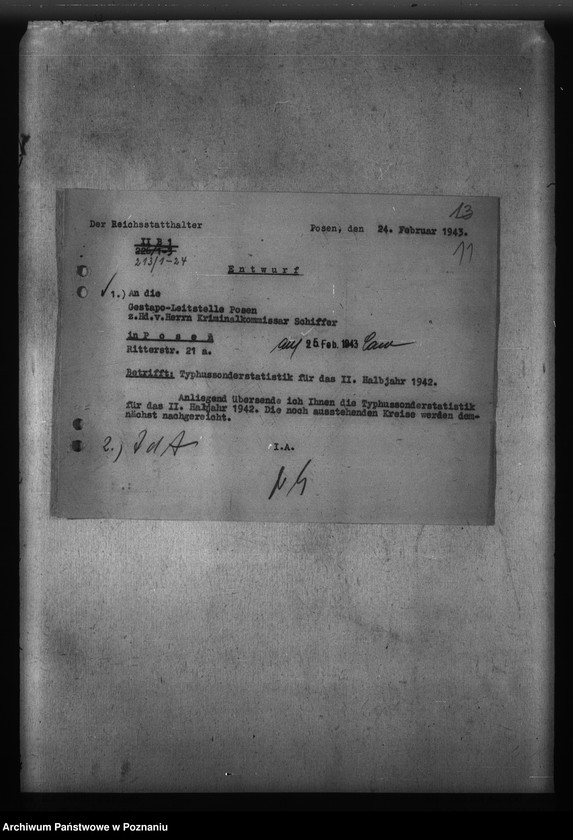 13
11
Der Reichsstatthalter
Posen, den 24. Februar 1943.
II B 1
213/1-24
Entwurf
1.) An die
Gestapo-Leitstelle Posen
z.Hd.v.Herrn Kriminalkommissar Schiffer
in Posen
Ritterstr. 21 a.
25 Feb. 1943
Betrifft: Typhussonderstatistik für das II. Halbjahr 1942.
Anliegend übersende ich Ihnen die Typhussonderstatistik
für das II. Halbjahr 1942. Die noch ausstehenden Kreise werden dem-
nächst nachgereicht.
2.) Z d A
I.A.
Archiwum Państwowe w Poznaniu